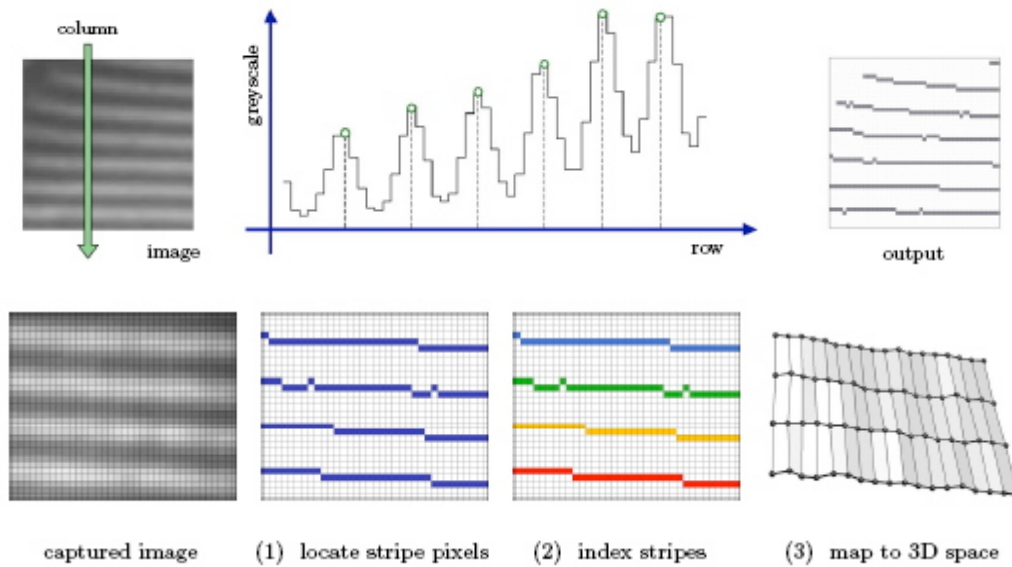 column
image
greyscale
row
output
captured image
(1) locate stripe pixels
(2) index stripes
(3) map to 3D space